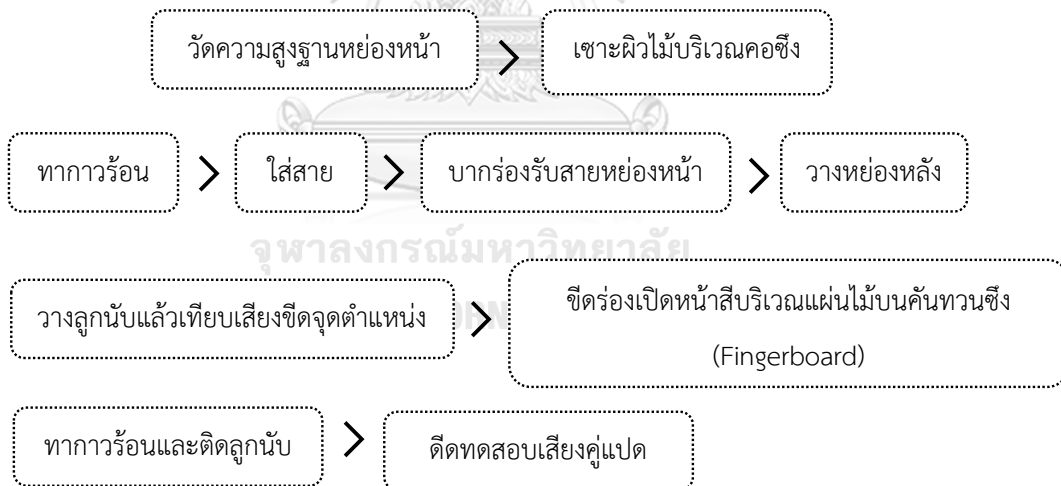 วัดความสูงฐานหย่องหน้า > เซาะผิวไม้บริเวณคอซึง
ทากาวร้อน > ใส่สาย > บากร่องรับสายหย่องหน้า > วางหย่องหลัง
จุฬาลงกรณ์มหาวิทยาลัย
วางลูกนับแล้วเทียบเสียงขีดจุดตำแหน่ง > ขีดร่องเปิดหน้าสีบริเวณแผ่นไม้บนคันทวนซึง
(Fingerboard)
ทากาวร้อนและติดลูกนับ > ดีดทดสอบเสียงคู่แปด